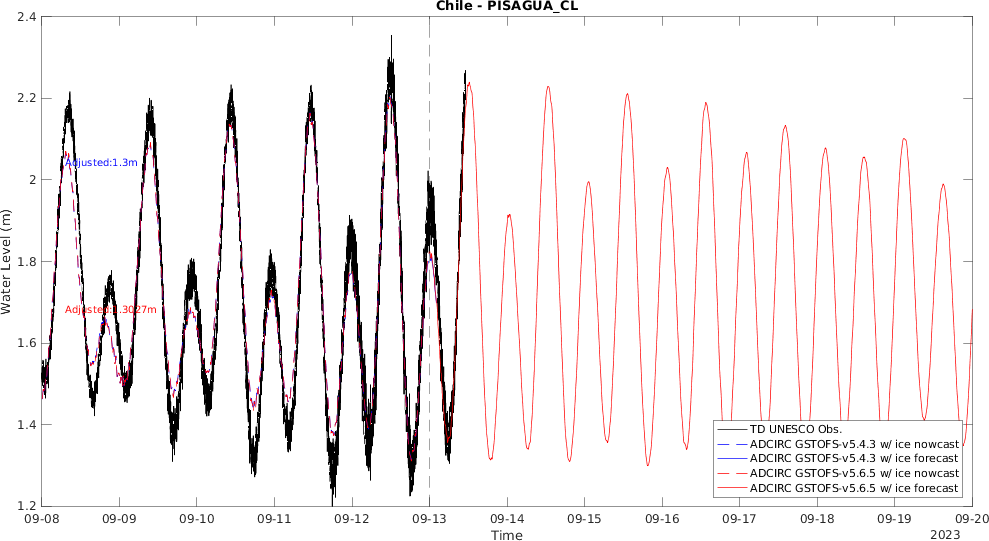 Chile - PISAGUA_CL
2.4
2.2
2
1.8
1.6
1.4
1.2
Water Level (m)
Adjusted:1.3m
Adjusted:1.3027m
TD UNESCO Obs.
ADCIRC GSTOFS-v5.4.3 w/ ice nowcast
ADCIRC GSTOFS-v5.4.3 w/ ice forecast
ADCIRC GSTOFS-v5.6.5 w/ ice nowcast
ADCIRC GSTOFS-v5.6.5 w/ ice forecast
09-08 09-09 09-10 09-11 09-12 09-13 09-14 09-15 09-16 09-17 09-18 09-19 09-20
Time
2023